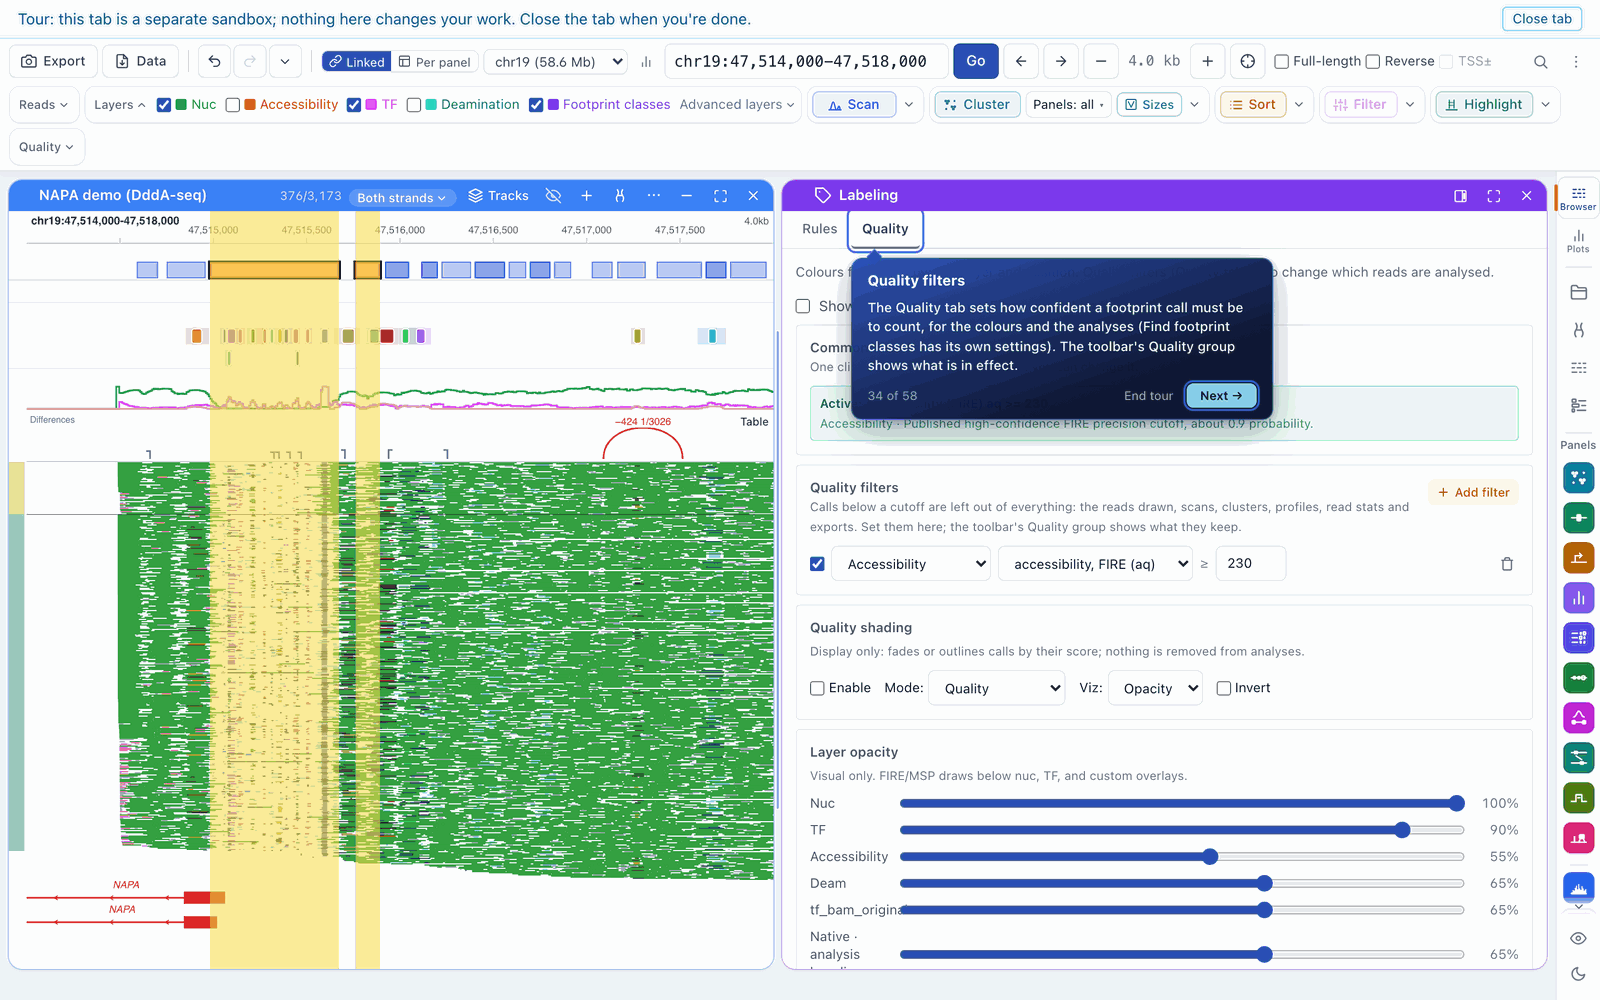 Tour: this tab is a separate sandbox; nothing here changes your work. Close the tab when you're done.
Close tab
Export
Data
Linked
Per panel
chr19 (58.6 Mb)
chr19:47,514,000–47,518,000
Go
4.0 kb
Full-length
Reverse
TSS±
Reads
Layers
Nuc
Accessibility
TF
Deamination
Footprint classes
Advanced layers
Scan
Cluster
Panels: all
Sizes
Sort
Filter
Highlight
Quality
NAPA demo (DddA-seq)
376/3,173
Both strands
Tracks
chr19:47,514,000-47,518,000
4.0kb
47,515,000
47,515,500
47,516,000
47,516,500
47,517,000
47,517,500
Differences
−424 1/3026
Table
NAPA
NAPA
Labeling
Rules
Quality
Colours
to change which reads are analysed.
Quality filters
The Quality tab sets how confident a footprint call must be
to count, for the colours and the analyses (Find footprint
classes has its own settings). The toolbar's Quality group
shows what is in effect.
34 of 58
End tour
Next →
Accessibility · Published high-confidence FIRE precision cutoff, about 0.9 probability.
Quality filters
Add filter
Calls below a cutoff are left out of everything: the reads drawn, scans, clusters, profiles, read stats and
exports. Set them here; the toolbar's Quality group shows what they keep.
Accessibility
accessibility, FIRE (aq)
≥
230
Quality shading
Display only: fades or outlines calls by their score; nothing is removed from analyses.
Enable
Mode:
Quality
Viz:
Opacity
Invert
Layer opacity
Visual only. FIRE/MSP draws below nuc, TF, and custom overlays.
Nuc
100%
TF
90%
Accessibility
55%
Deam
65%
tf_bam_origina
65%
Native ·
analysis
65%
Browser
Plots
Panels